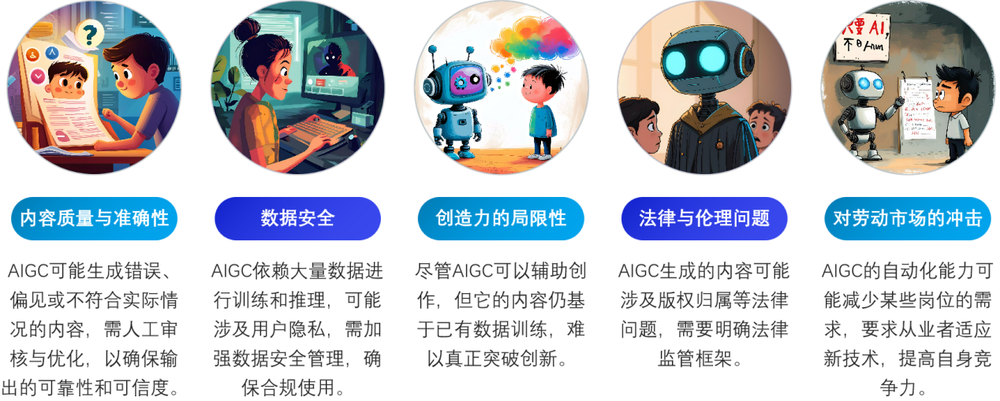 ?
只要 AI,
不
内容质量与准确性
AIGC可能生成错误、
偏见或不符合实际情
况的内容，需人工审
核与优化，以确保输
出的可靠性和可信度。
数据安全
AIGC依赖大量数据进
行训练和推理，可能
涉及用户隐私，需加
强数据安全管理，确
保合规使用。
创造力的局限性
尽管AIGC可以辅助创
作，但它的内容仍基
于已有数据训练，难
以真正突破创新。
法律与伦理问题
AIGC生成的内容可能
涉及版权归属等法律
问题，需要明确法律
监管框架。
对劳动市场的冲击
AIGC的自动化能力可
能减少某些岗位的需
求，要求从业者适应
新技术，提高自身竞
争力。